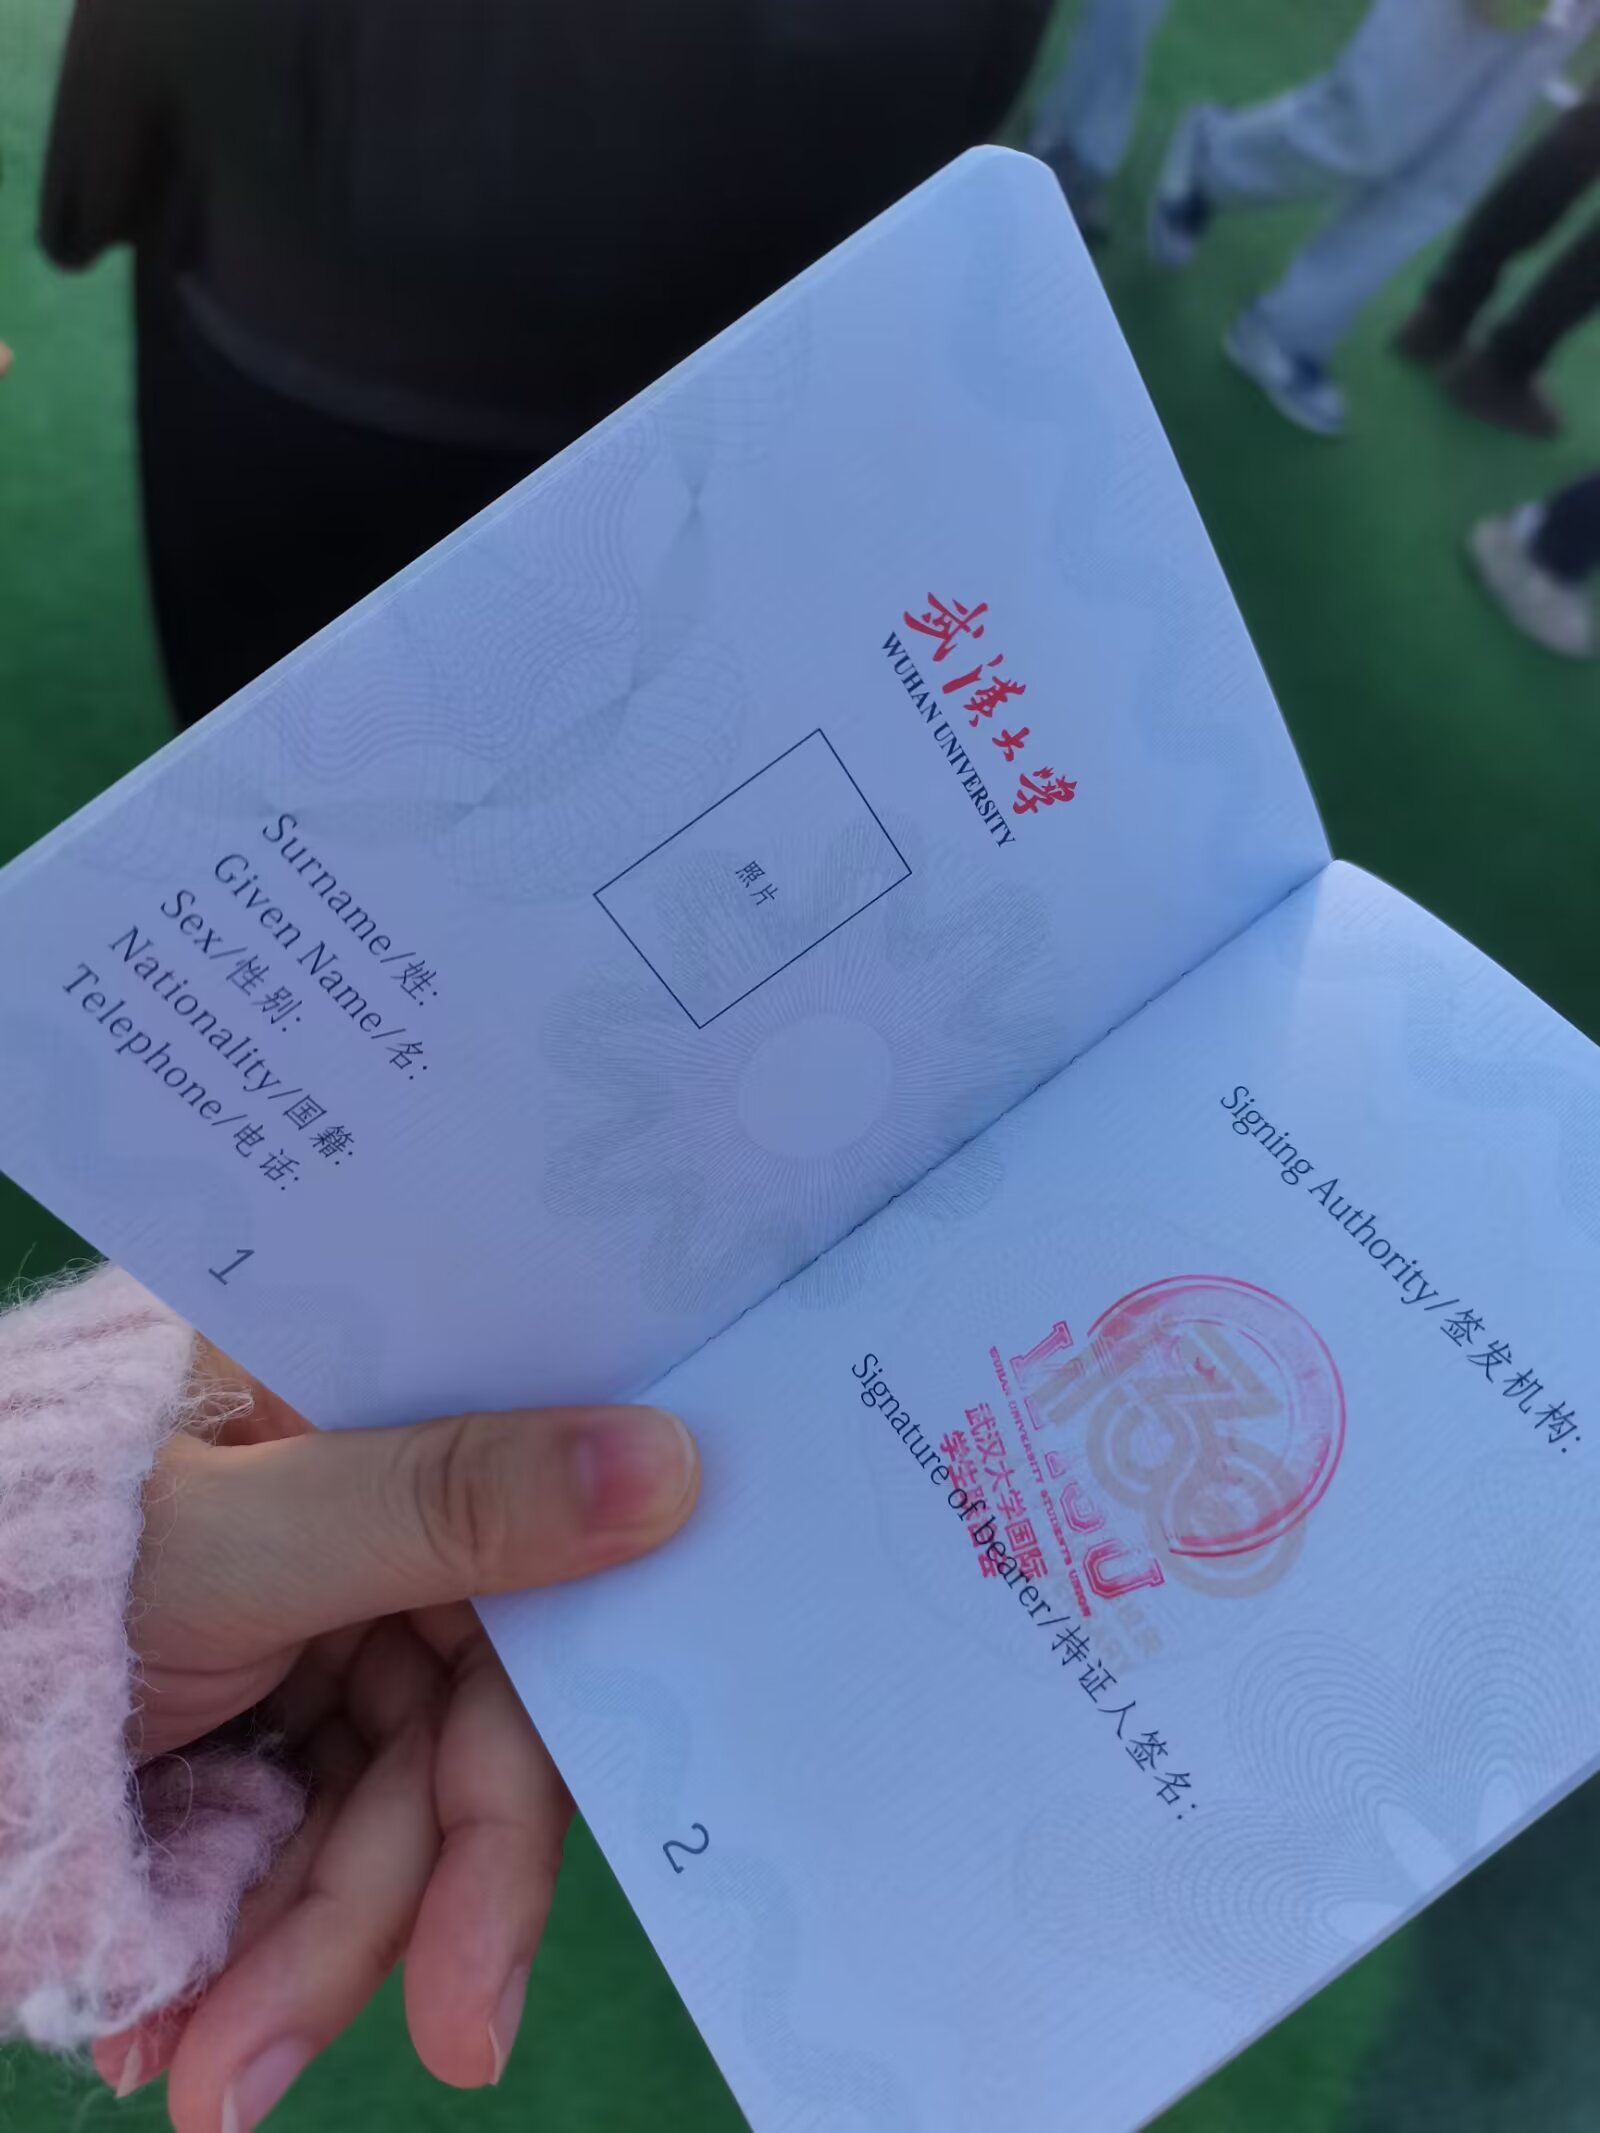 武漢大學
WUHAN UNIVERSITY
照片
Surname/姓:
Given Name/名:
Sex/性别:
Nationality/国籍:
Telephone/电话:
1
Signing Authority/签发机构:
130
WUHAN UNIVERSITY STUDENTS UNION
武汉大学国际
学生联合会
Signature of bearer/持证人签名:
2